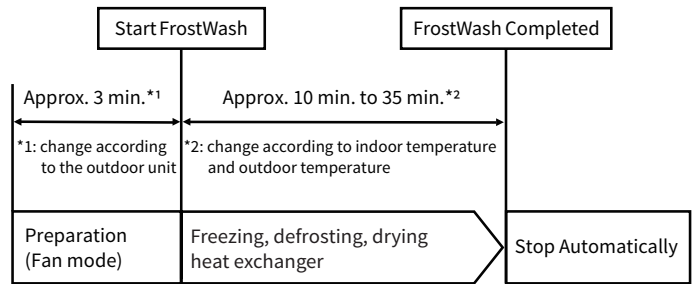 Start FrostWash
FrostWash Completed
Approx. 3 min.*¹
Approx. 10 min. to 35 min.*²
*1: change according
to the outdoor unit
*2: change according to indoor temperature
and outdoor temperature
Preparation
(Fan mode)
Freezing, defrosting, drying
heat exchanger
Stop Automatically